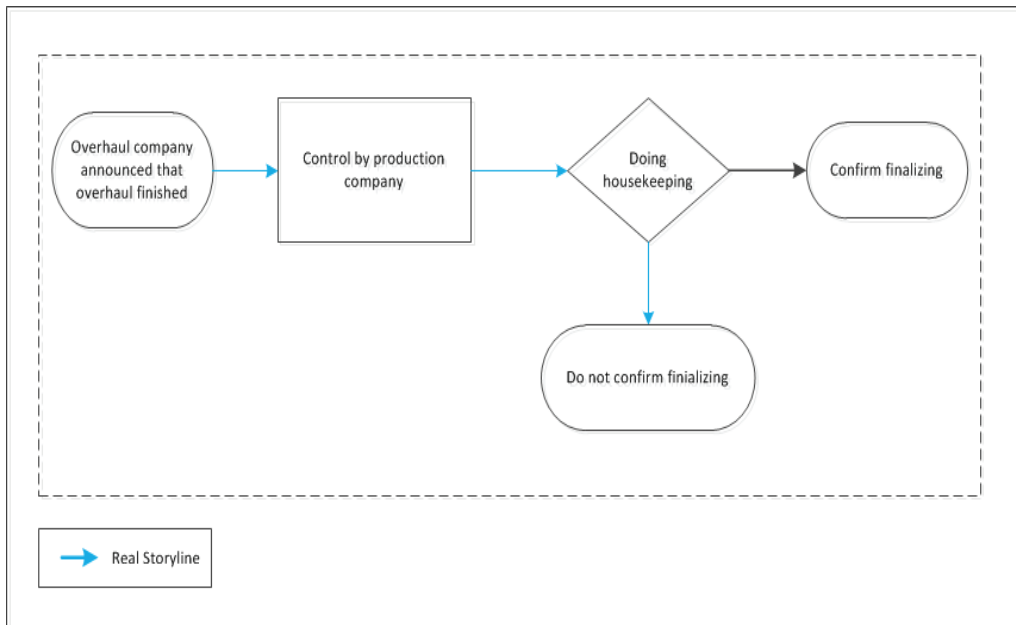 Overhaul company
announced that
overhaul finished
Control by production
company
Doing
housekeeping
Confirm finalizing
Do not confirm finializing
Real Storyline